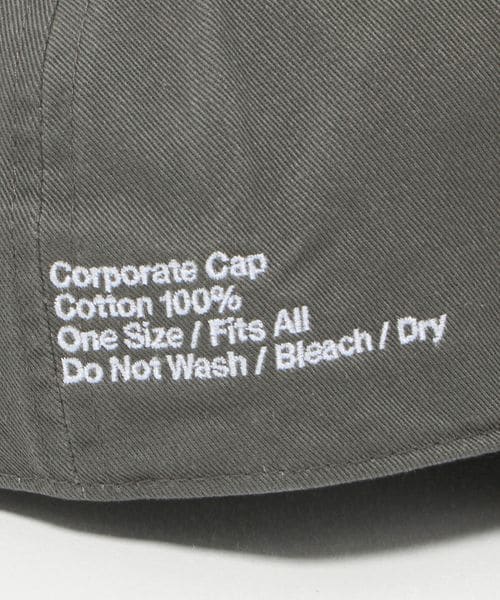 Corporate Cap
Cotton 100%
One Size / Fits All
Do Not Wash / Bleach / Dry